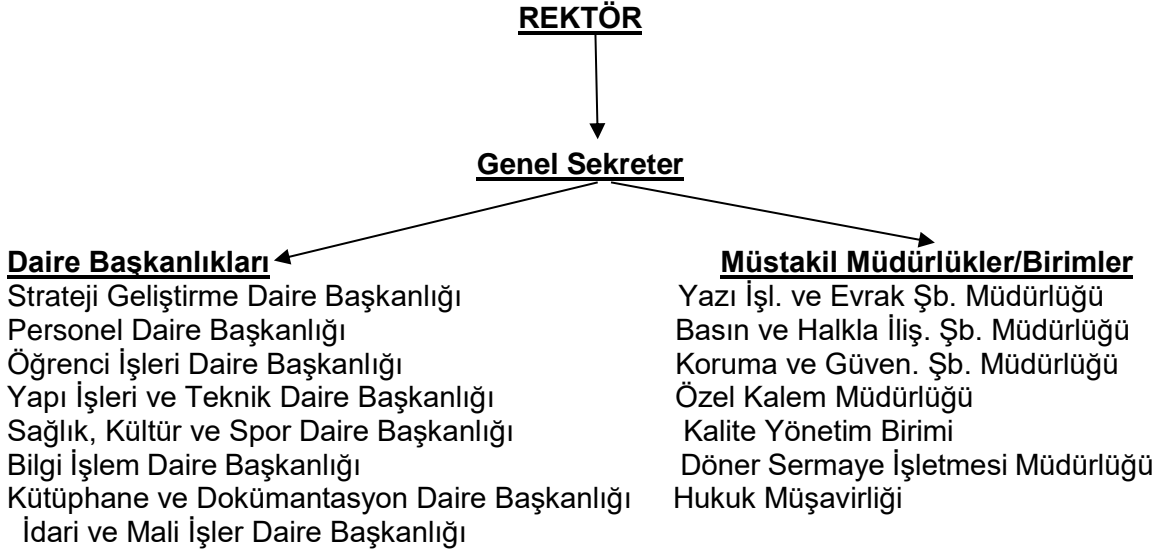 REKTÖR
Genel Sekreter
Daire Başkanlıkları
Strateji Geliştirme Daire Başkanlığı
Personel Daire Başkanlığı
Öğrenci İşleri Daire Başkanlığı
Yapı İşleri ve Teknik Daire Başkanlığı
Sağlık, Kültür ve Spor Daire Başkanlığı
Bilgi İşlem Daire Başkanlığı
Kütüphane ve Dokümantasyon Daire Başkanlığı
İdari ve Mali İşler Daire Başkanlığı
Müstakil Müdürlükler/Birimler
Yazı İşl. ve Evrak Şb. Müdürlüğü
Basın ve Halkla İliş. Şb. Müdürlüğü
Koruma ve Güven. Şb. Müdürlüğü
Özel Kalem Müdürlüğü
Kalite Yönetim Birimi
Döner Sermaye İşletmesi Müdürlüğü
Hukuk Müşavirliği